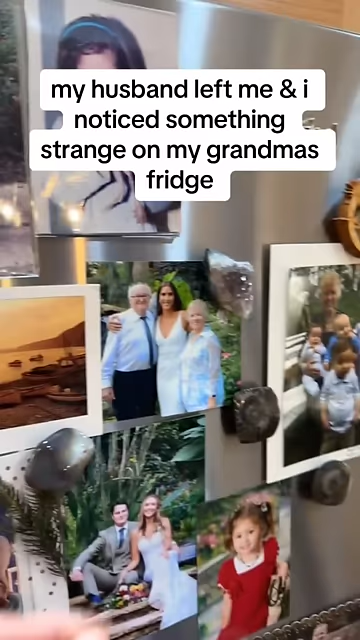 my husband left me & i
noticed something
strange on my grandmas
fridge